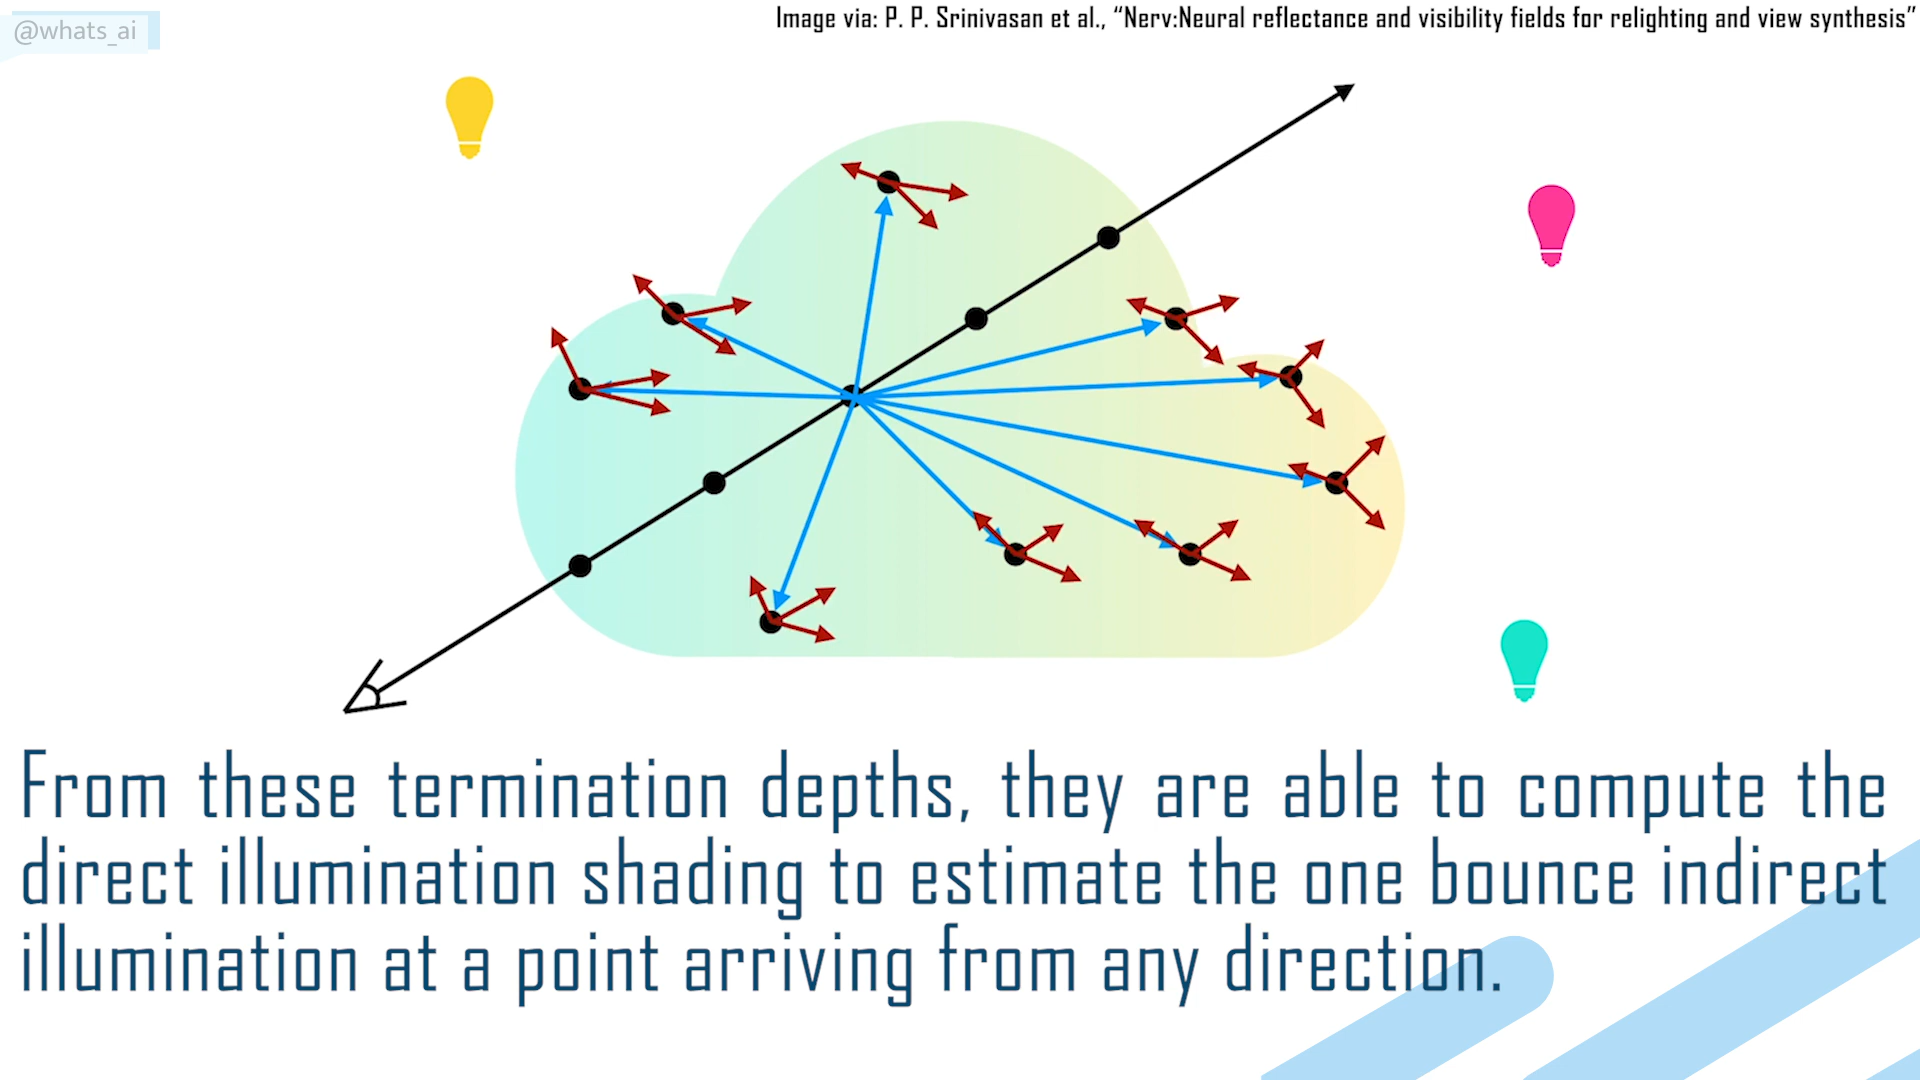 @whats_ai
Image via: P. P. Srinivasan et al., “Nerv:Neural reflectance and visibility fields for relighting and view synthesis”
From these termination depths, they are able to compute the
direct illumination shading to estimate the one bounce indirect
illumination at a point arriving from any direction.